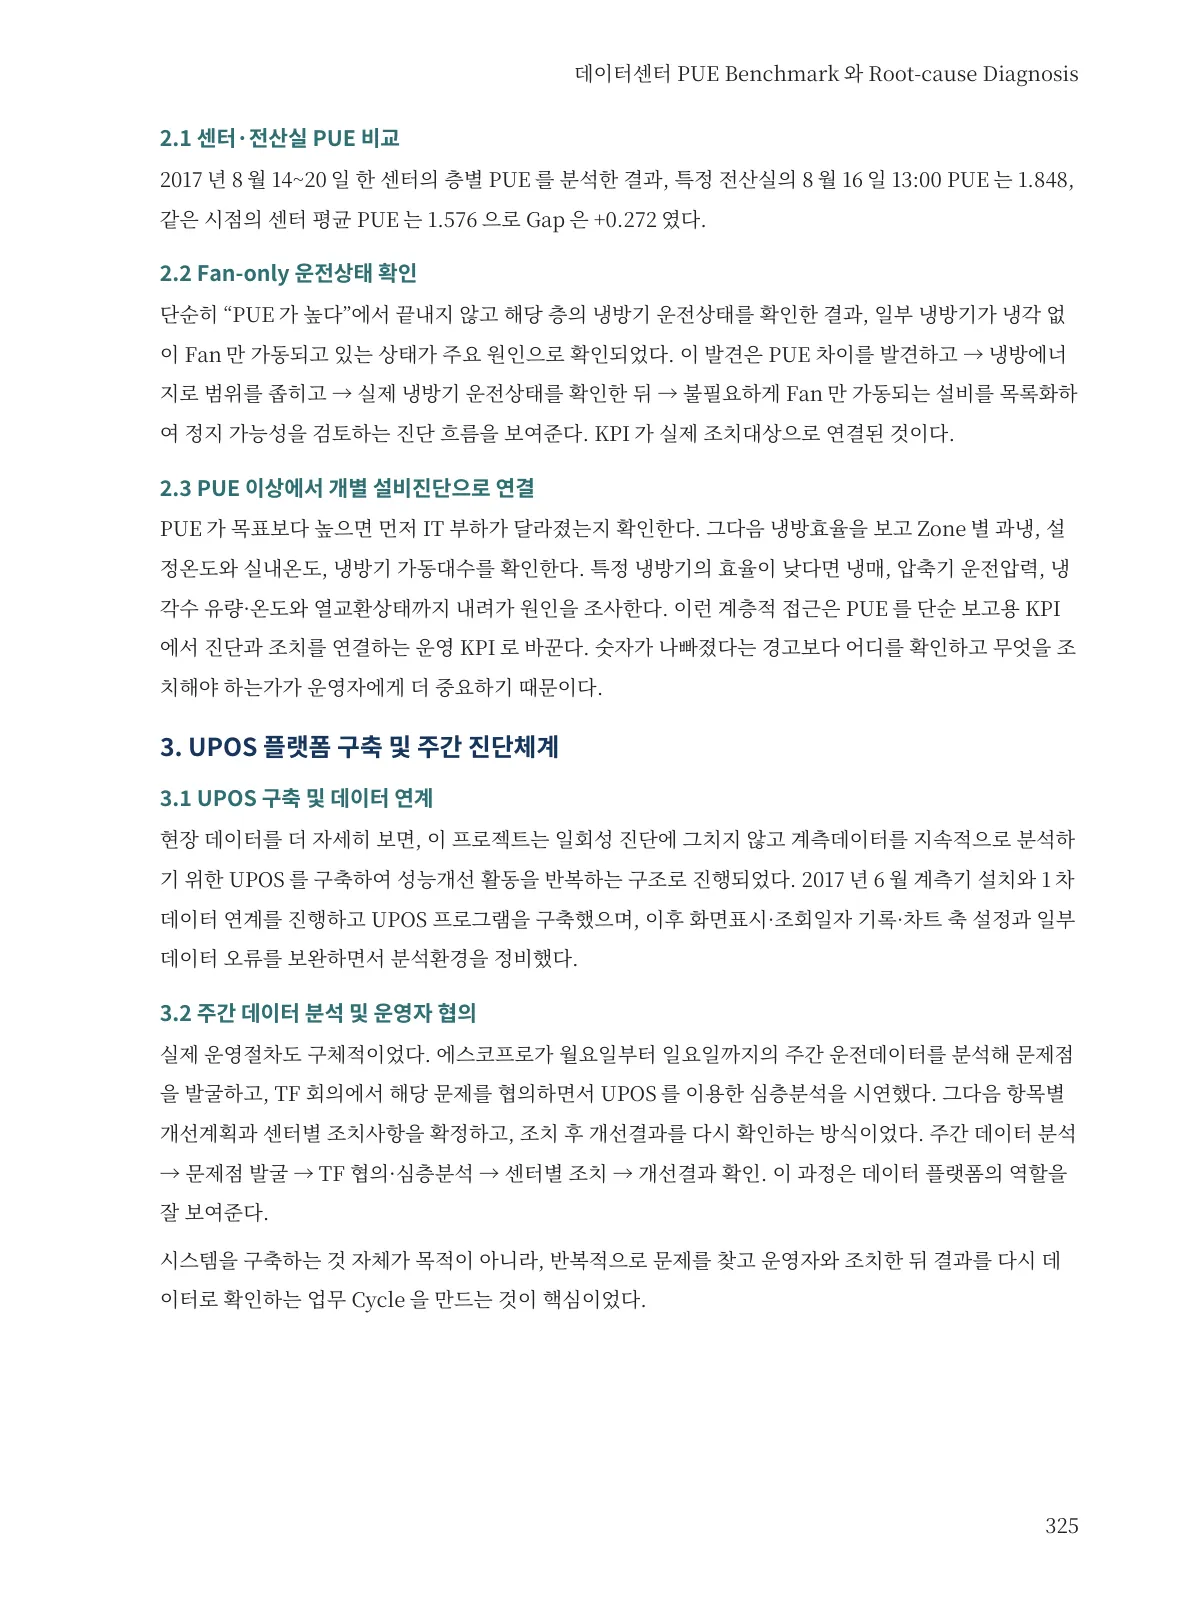 데이터센터 PUE Benchmark 와 Root-cause Diagnosis
2.1 센터·전산실 PUE 비교
2017 년 8 월 14~20 일 한 센터의 층별 PUE 를 분석한 결과, 특정 전산실의 8 월 16 일 13:00 PUE 는 1.848,
같은 시점의 센터 평균 PUE 는 1.576 으로 Gap 은 +0.272 였다.
2.2 Fan-only 운전상태 확인
단순히 “PUE 가 높다”에서 끝내지 않고 해당 층의 냉방기 운전상태를 확인한 결과, 일부 냉방기가 냉각 없
이 Fan 만 가동되고 있는 상태가 주요 원인으로 확인되었다. 이 발견은 PUE 차이를 발견하고 → 냉방에너
지로 범위를 좁히고 → 실제 냉방기 운전상태를 확인한 뒤 → 불필요하게 Fan 만 가동되는 설비를 목록화하
여 정지 가능성을 검토하는 진단 흐름을 보여준다. KPI 가 실제 조치대상으로 연결된 것이다.
2.3 PUE 이상에서 개별 설비진단으로 연결
PUE 가 목표보다 높으면 먼저 IT 부하가 달라졌는지 확인한다. 그다음 냉방효율을 보고 Zone 별 과냉, 설
정온도와 실내온도, 냉방기 가동대수를 확인한다. 특정 냉방기의 효율이 낮다면 냉매, 압축기 운전압력, 냉
각수 유량·온도와 열교환상태까지 내려가 원인을 조사한다. 이런 계층적 접근은 PUE 를 단순 보고용 KPI
에서 진단과 조치를 연결하는 운영 KPI 로 바꾼다. 숫자가 나빠졌다는 경고보다 어디를 확인하고 무엇을 조
치해야 하는가가 운영자에게 더 중요하기 때문이다.
3. UPOS 플랫폼 구축 및 주간 진단체계
3.1 UPOS 구축 및 데이터 연계
현장 데이터를 더 자세히 보면, 이 프로젝트는 일회성 진단에 그치지 않고 계측데이터를 지속적으로 분석하
기 위한 UPOS 를 구축하여 성능개선 활동을 반복하는 구조로 진행되었다. 2017 년 6 월 계측기 설치와 1 차
데이터 연계를 진행하고 UPOS 프로그램을 구축했으며, 이후 화면표시·조회일자 기록·차트 축 설정과 일부
데이터 오류를 보완하면서 분석환경을 정비했다.
3.2 주간 데이터 분석 및 운영자 협의
실제 운영절차도 구체적이었다. 에스코프로가 월요일부터 일요일까지의 주간 운전데이터를 분석해 문제점
을 발굴하고, TF 회의에서 해당 문제를 협의하면서 UPOS 를 이용한 심층분석을 시연했다. 그다음 항목별
개선계획과 센터별 조치사항을 확정하고, 조치 후 개선결과를 다시 확인하는 방식이었다. 주간 데이터 분석
→ 문제점 발굴 → TF 협의·심층분석 → 센터별 조치 → 개선결과 확인. 이 과정은 데이터 플랫폼의 역할을
잘 보여준다.
시스템을 구축하는 것 자체가 목적이 아니라, 반복적으로 문제를 찾고 운영자와 조치한 뒤 결과를 다시 데
이터로 확인하는 업무 Cycle 을 만드는 것이 핵심이었다.
325